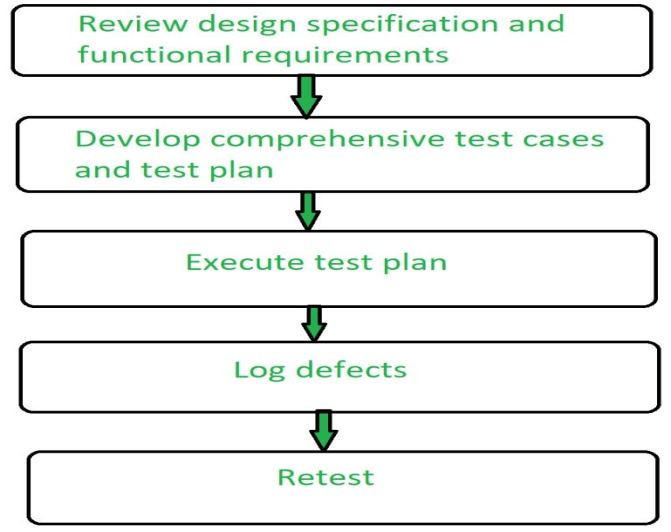 Review design specification and
functional requirements
Develop comprehensive test cases
and test plan
Execute test plan
Log defects
Retest